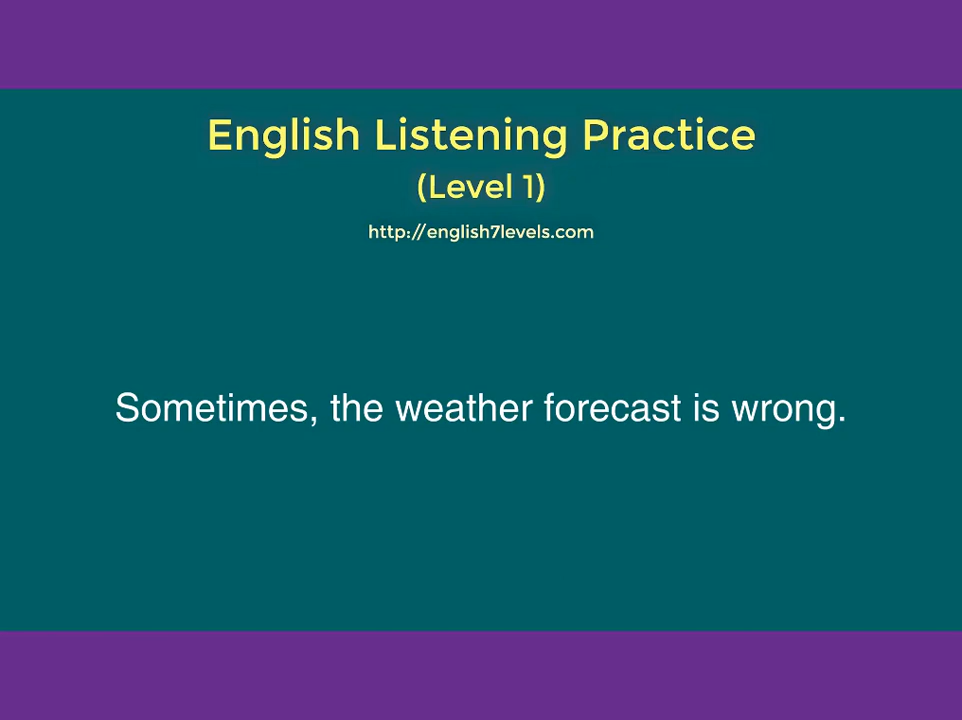 English Listening Practice
(Level 1)
http://english7levels.com
Sometimes, the weather forecast is wrong.